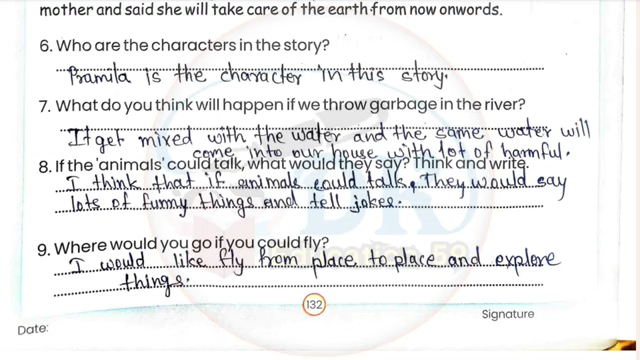 mother and said she will take care of the earth from now onwords.
6. Who are the characters in the story?
Pramila is the character in this story.
7. What do you think will happen if we throw garbage in the river?
It get mixed with the water and the same water will
come into our house with lot of harmful.
8. If the 'animals' could talk, what would they say? Think and write.
I think that if animals could talk, They would say
lots of funny things and tell jokes.
9. Where would you go if you could fly?
I would like fly from place to place and explore
things.
132
Signature
Date: